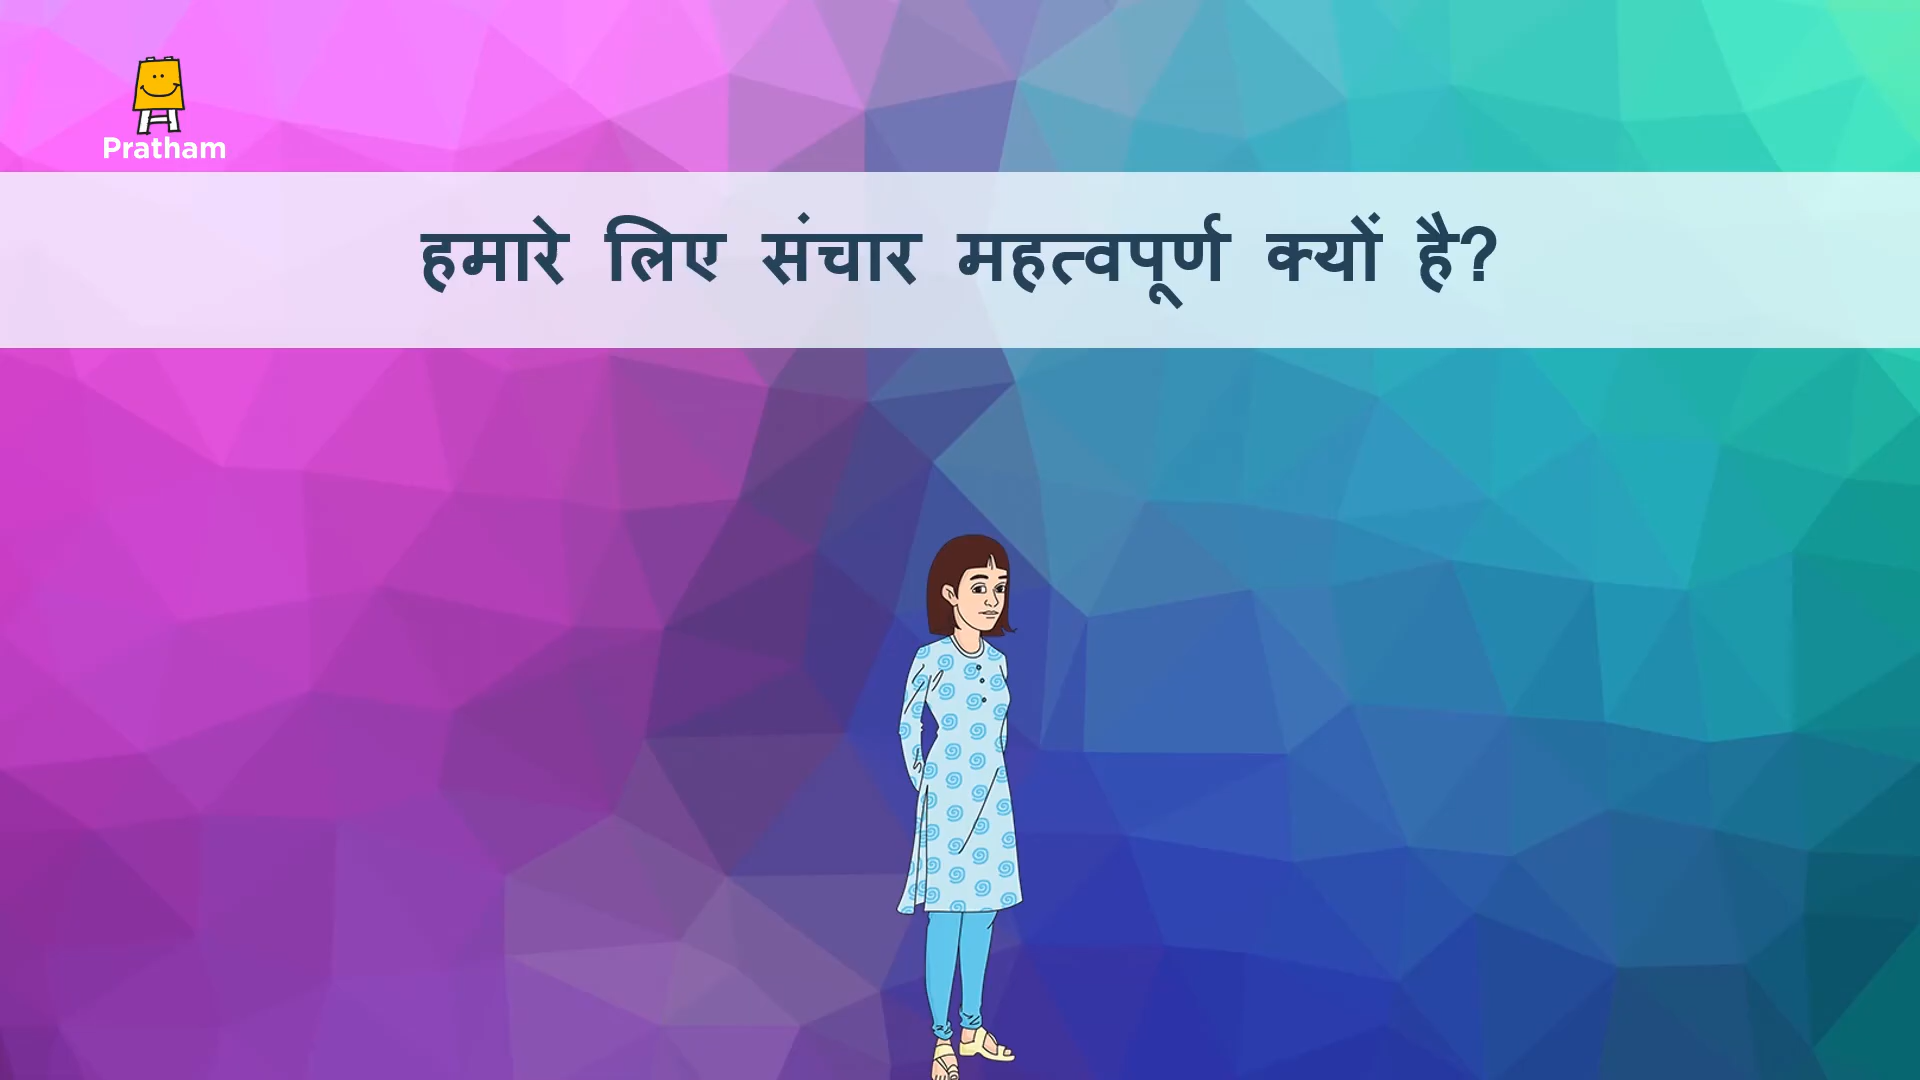 Pratham
हमारे लिए संचार महत्वपूर्ण क्यों है?